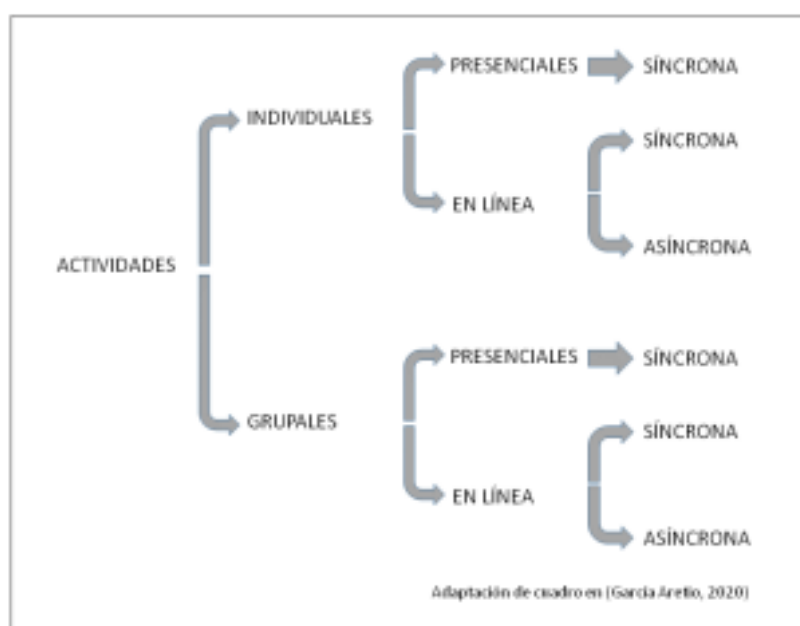 PRESENCIALES
SÍNCRONA
INDIVIDUALES
SÍNCRONA
EN LÍNEA
ASÍNCRONA
ACTIVIDADES
PRESENCIALES
SÍNCRONA
GRUPALES
SÍNCRONA
EN LÍNEA
ASÍNCRONA
Adaptación de cuadro en (García Aretio, 2020)